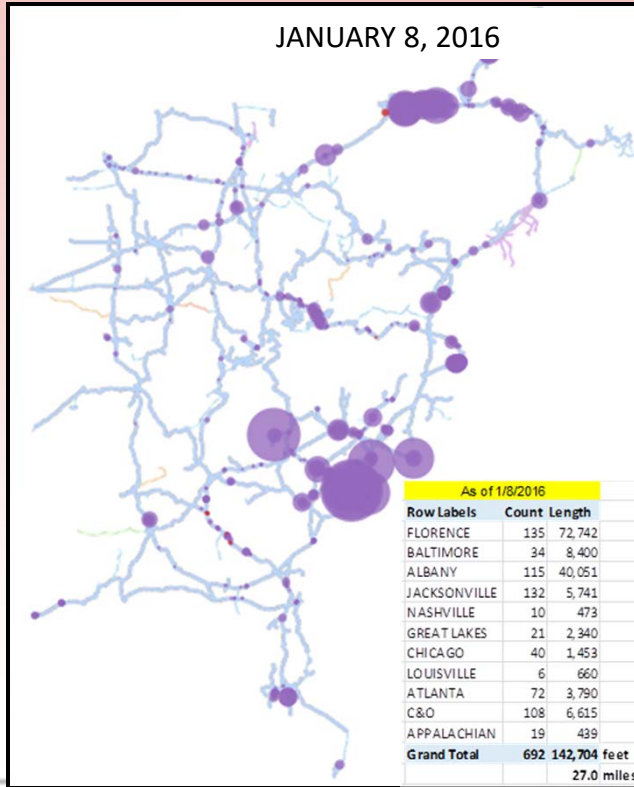 JANUARY 8, 2016
As of 1/8/2016
Row Labels Count Length
FLORENCE 135 72,742
BALTIMORE 34 8,400
ALBANY 115 40,051
JACKSONVILLE 132 5,741
NASHVILLE 10 473
GREAT LAKES 21 2,340
CHICAGO 40 1,453
LOUISVILLE 6 660
ATLANTA 72 3,790
C&O 108 6,615
APPALACHIAN 19 439
Grand Total 692 142,704 feet
27.0 miles